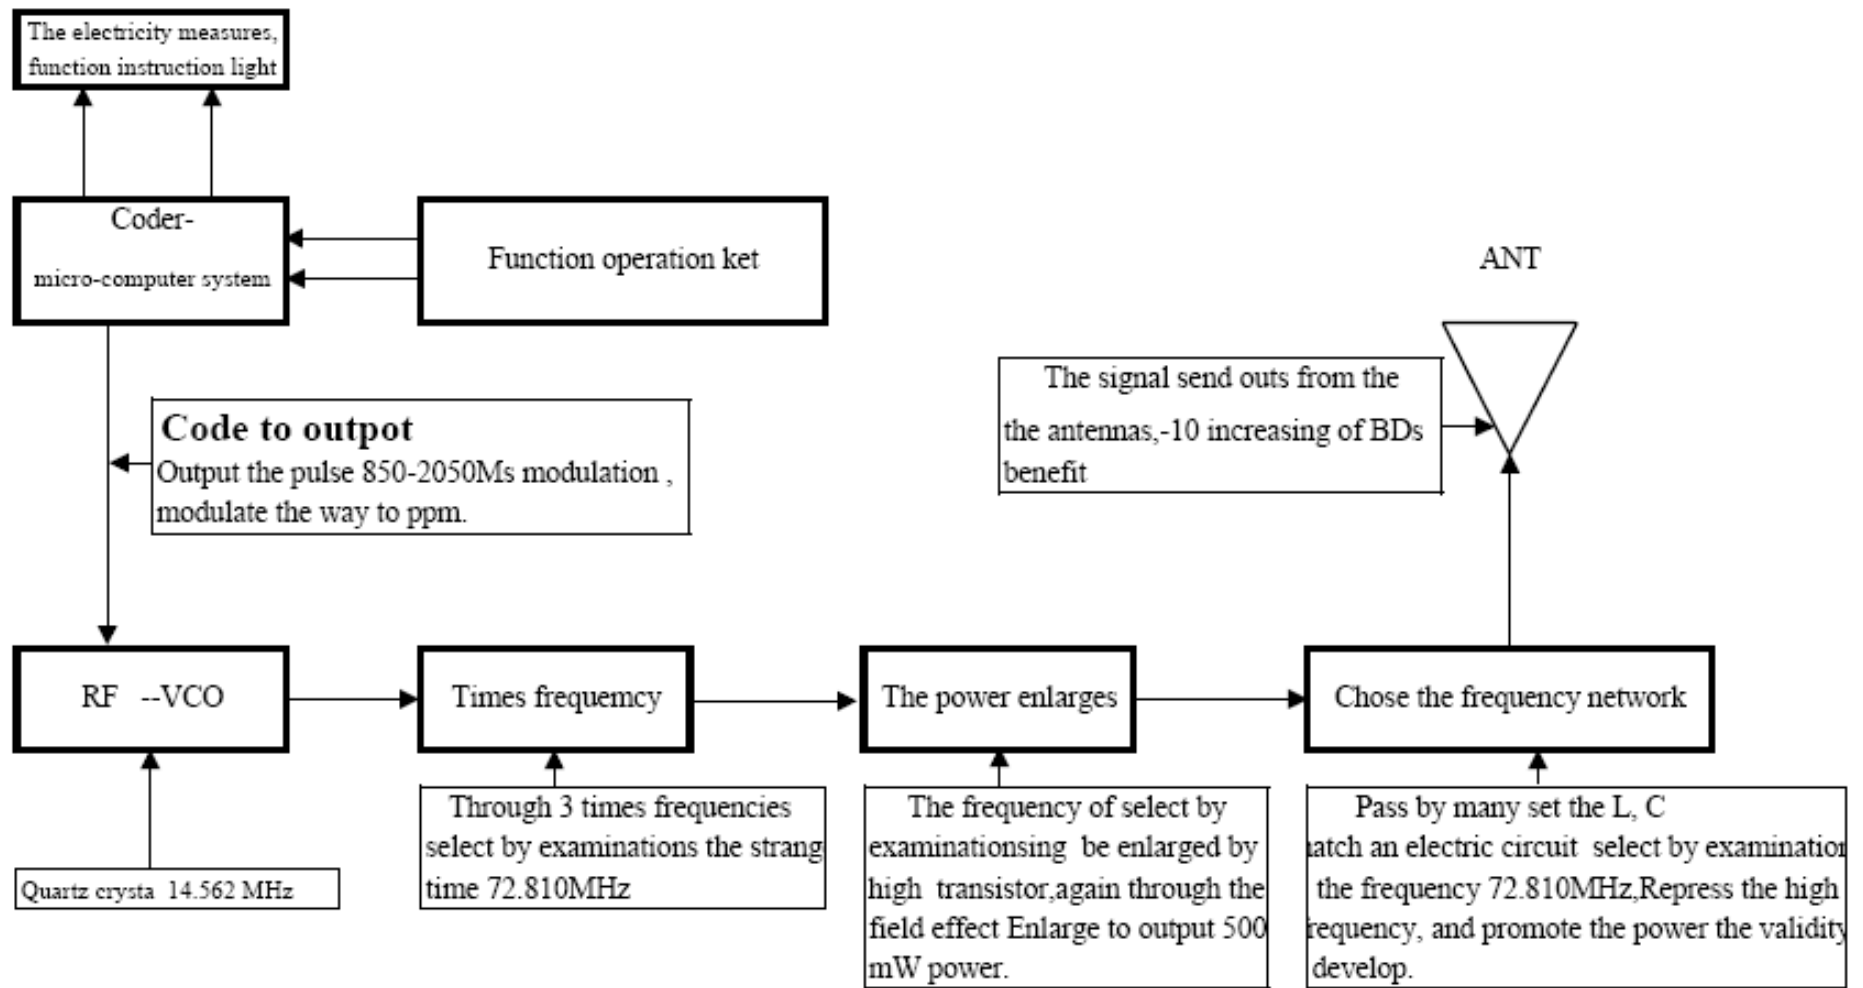 The electricity measures,
function instruction light
Coder-
micro-computer system
Function operation ket
ANT
The signal send outs from the
the antennas,-10 increasing of BDs
benefit
Code to outpot
Output the pulse 850-2050Ms modulation ,
modulate the way to ppm.
RF --VCO
Times frequemcy
The power enlarges
Chose the frequency network
Quartz crysta 14.562 MHz
Through 3 times frequencies
select by examinations the strang
time 72.810MHz
The frequency of select by
examinationsing be enlarged by
high transistor,again through the
field effect Enlarge to output 500
mW power.
Pass by many set the L, C
atch an electric circuit select by examination
the frequency 72.810MHz,Repress the high
requency, and promote the power the validity
develop.